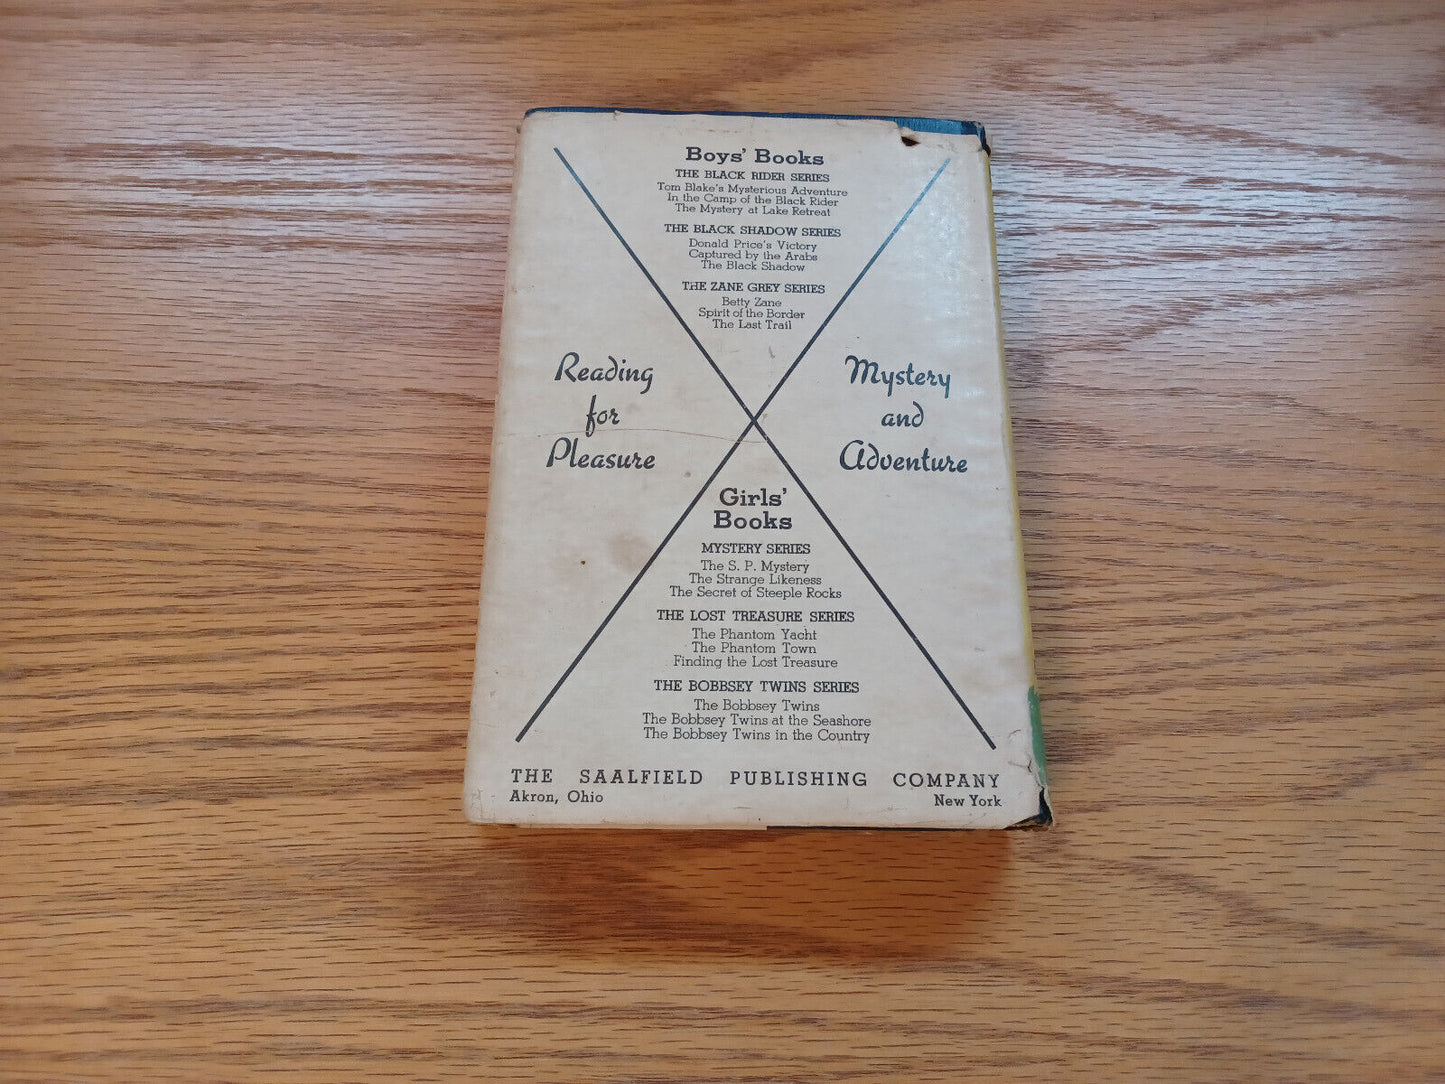 Boys' Books
THE BLACK RIDER SERIES
Tom Blake's Mysterious Adventure
In the Camp of the Black Rider
The Mystery at Lake Retreat
THE BLACK SHADOW SERIES
Donald Price's Victory
Captured by the Arabs
The Black Shadow
THE ZANE GREY SERIES
Betty Zane
Spirit of the Border
The Last Trail
Reading
for
Pleasure
Mystery
and
Adventure
Girls'
Books
MYSTERY SERIES
The S. P. Mystery
The Strange Likeness
The Secret of Steeple Rocks
THE LOST TREASURE SERIES
The Phantom Yacht
The Phantom Town
Finding the Lost Treasure
THE BOBBSEY TWINS SERIES
The Bobbsey Twins
The Bobbsey Twins at the Seashore
The Bobbsey Twins in the Country
THE SAALFIELD PUBLISHING COMPANY
Akron, Ohio New York